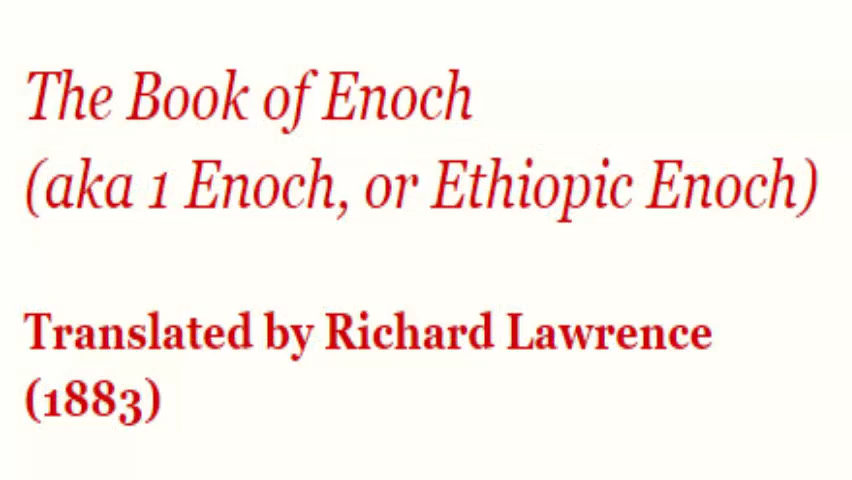 The Book of Enoch
(aka 1 Enoch, or Ethiopic Enoch)
Translated by Richard Lawrence
(1883)